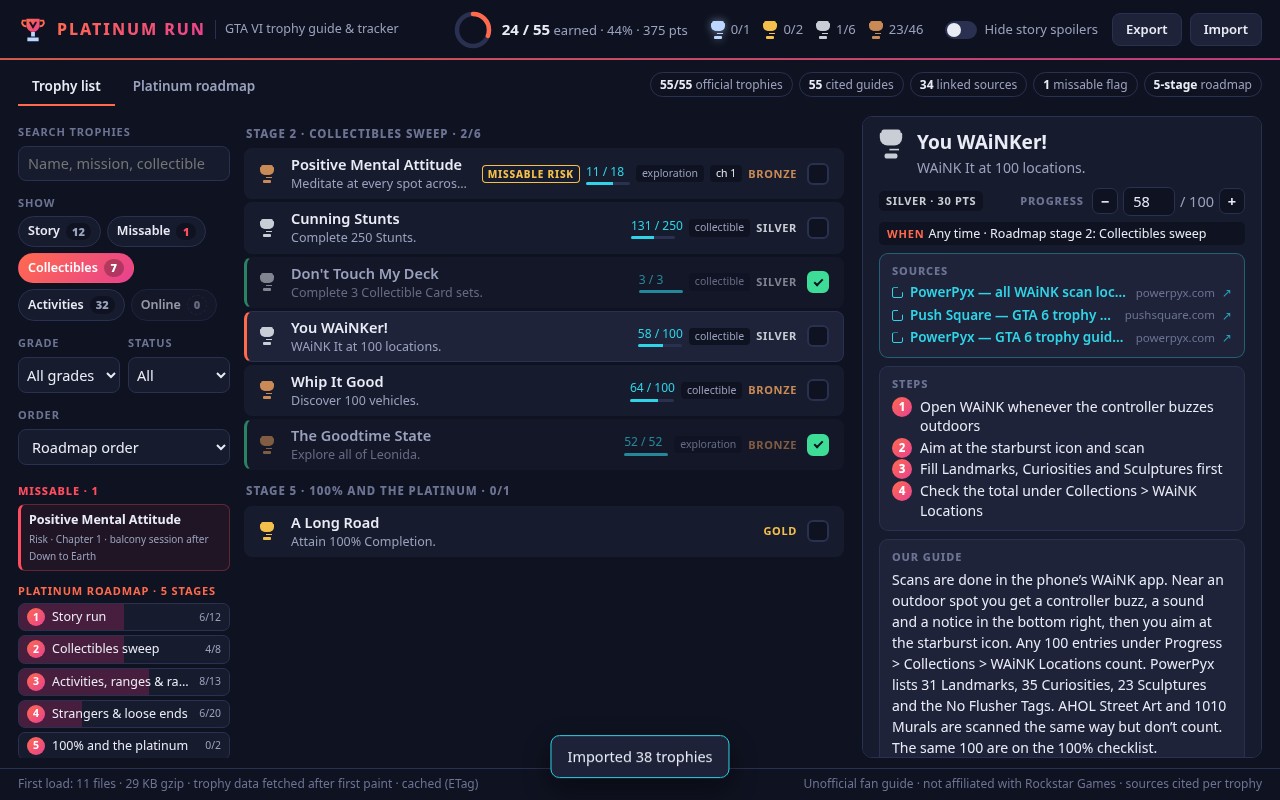 PLATINUM RUN
GTA VI trophy guide & tracker
24 / 55 earned · 44% · 375 pts
0/1
0/2
1/6
23/46
Hide story spoilers
Export
Import
Trophy list
Platinum roadmap
55/55 official trophies
55 cited guides
34 linked sources
1 missable flag
5-stage roadmap
SEARCH TROPHIES
Name, mission, collectible
SHOW
Story 12
Missable 1
Collectibles 7
Activities 32
Online 0
GRADE
STATUS
All grades
All
ORDER
Roadmap order
MISSABLE · 1
Positive Mental Attitude
Risk · Chapter 1 · balcony session after
Down to Earth
PLATINUM ROADMAP · 5 STAGES
1 Story run 6/12
2 Collectibles sweep 4/8
3 Activities, ranges & ra... 8/13
4 Strangers & loose ends 6/20
5 100% and the platinum 0/2
STAGE 2 · COLLECTIBLES SWEEP · 2/6
Positive Mental Attitude
Meditate at every spot acros...
MISSABLE RISK
11 / 18
exploration
ch 1
BRONZE
Cunning Stunts
Complete 250 Stunts.
131 / 250
collectible
SILVER
Don't Touch My Deck
Complete 3 Collectible Card sets.
3 / 3
collectible
SILVER
You WAiNKer!
WAiNK It at 100 locations.
58 / 100
collectible
SILVER
Whip It Good
Discover 100 vehicles.
64 / 100
collectible
BRONZE
The Goodtime State
Explore all of Leonida.
52 / 52
exploration
BRONZE
STAGE 5 · 100% AND THE PLATINUM · 0/1
A Long Road
Attain 100% Completion.
GOLD
You WAiNKer!
WAiNK It at 100 locations.
SILVER · 30 PTS
PROGRESS
−
58
/ 100
+
WHEN Any time · Roadmap stage 2: Collectibles sweep
SOURCES
PowerPyx — all WAiNK scan loc... powerpyx.com ↗
Push Square — GTA 6 trophy ... pushsquare.com ↗
PowerPyx — GTA 6 trophy guid... powerpyx.com ↗
STEPS
1 Open WAiNK whenever the controller buzzes
outdoors
2 Aim at the starburst icon and scan
3 Fill Landmarks, Curiosities and Sculptures first
4 Check the total under Collections > WAiNK
Locations
OUR GUIDE
Scans are done in the phone's WAiNK app. Near an
outdoor spot you get a controller buzz, a sound
and a notice in the bottom right, then you aim at
the starburst icon. Any 100 entries under Progress
> Collections > WAiNK Locations count. PowerPyx
lists 31 Landmarks, 35 Curiosities, 23 Sculptures
and the No Flusher Tags. AHOL Street Art and 1010
Murals are scanned the same way but don't count.
The same 100 are on the 100% checklist.
Imported 38 trophies
First load: 11 files · 29 KB gzip · trophy data fetched after first paint · cached (ETag)
Unofficial fan guide · not affiliated with Rockstar Games · sources cited per trophy